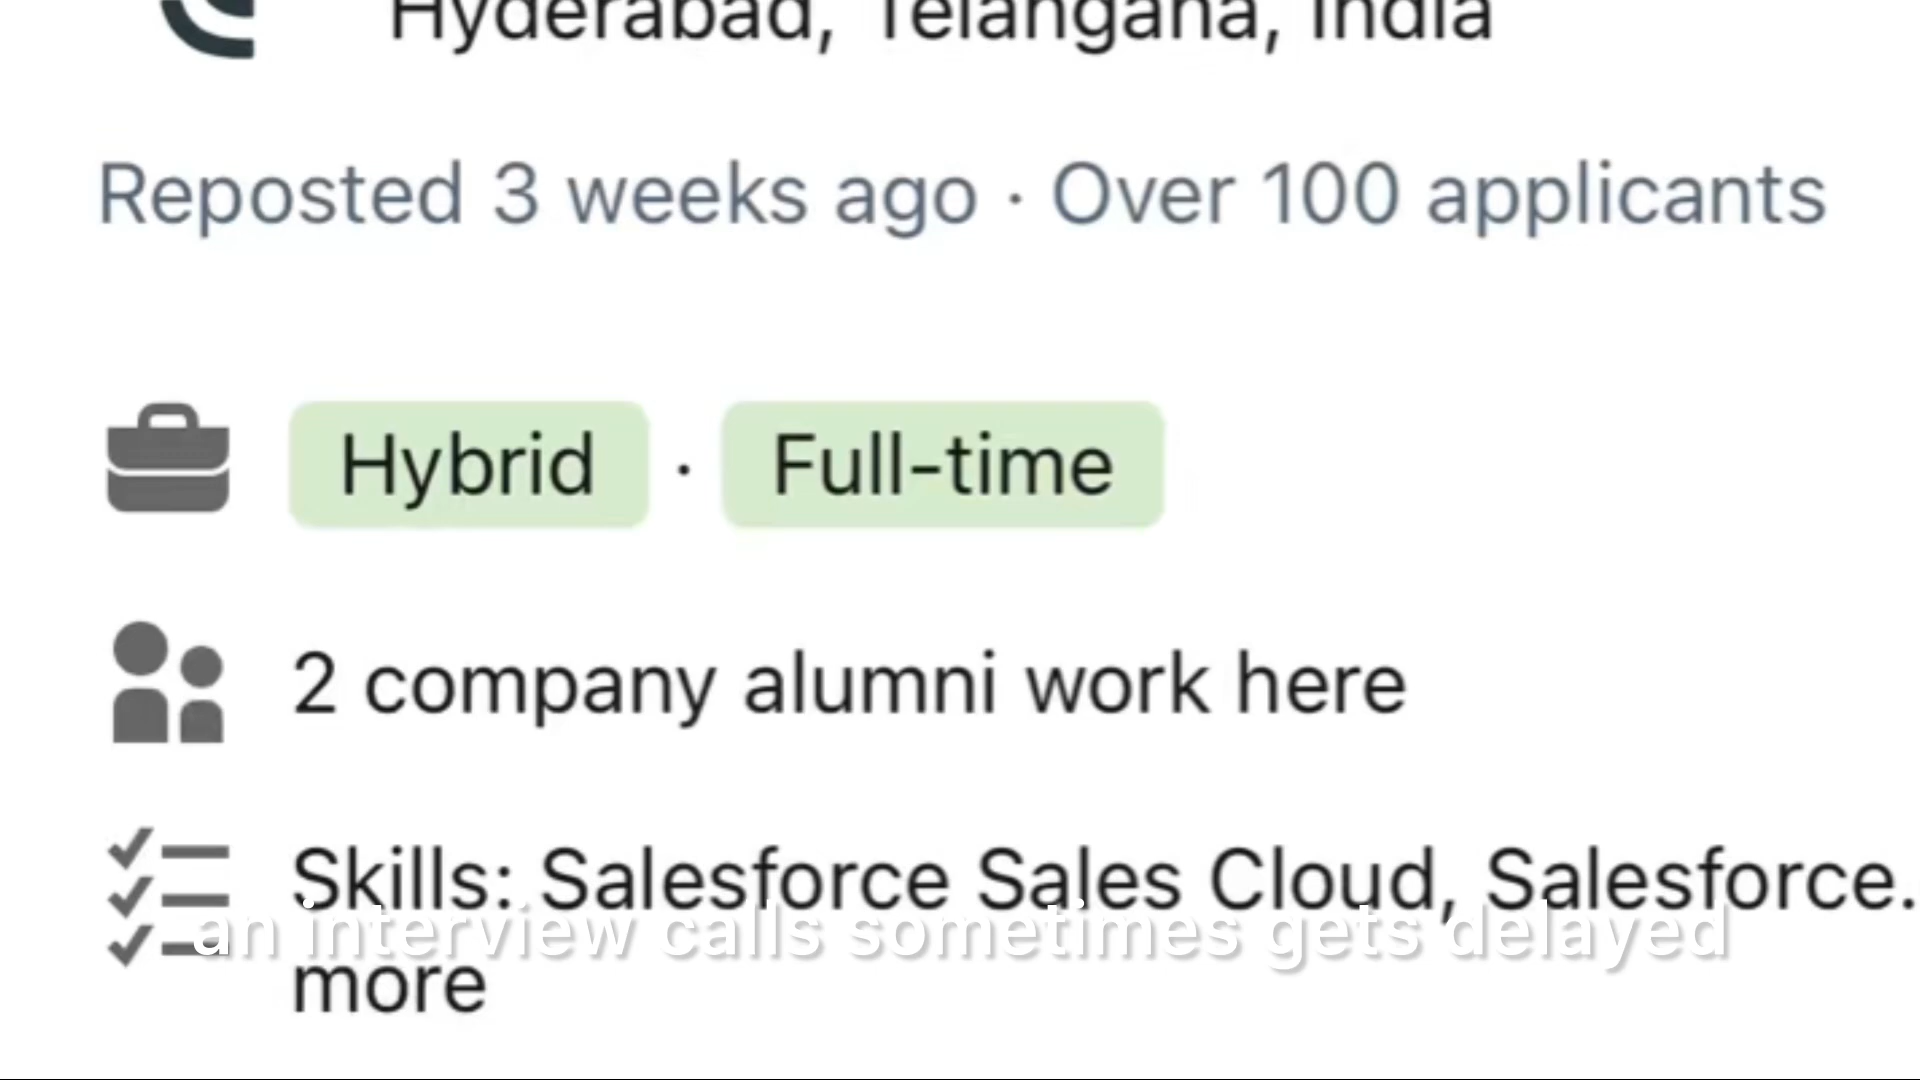 Hyderabad, Telangana, India
Reposted 3 weeks ago · Over 100 applicants
Hybrid · Full-time
2 company alumni work here
Skills: Salesforce Sales Cloud, Salesforce.
an interview calls sometimes gets delayed
more